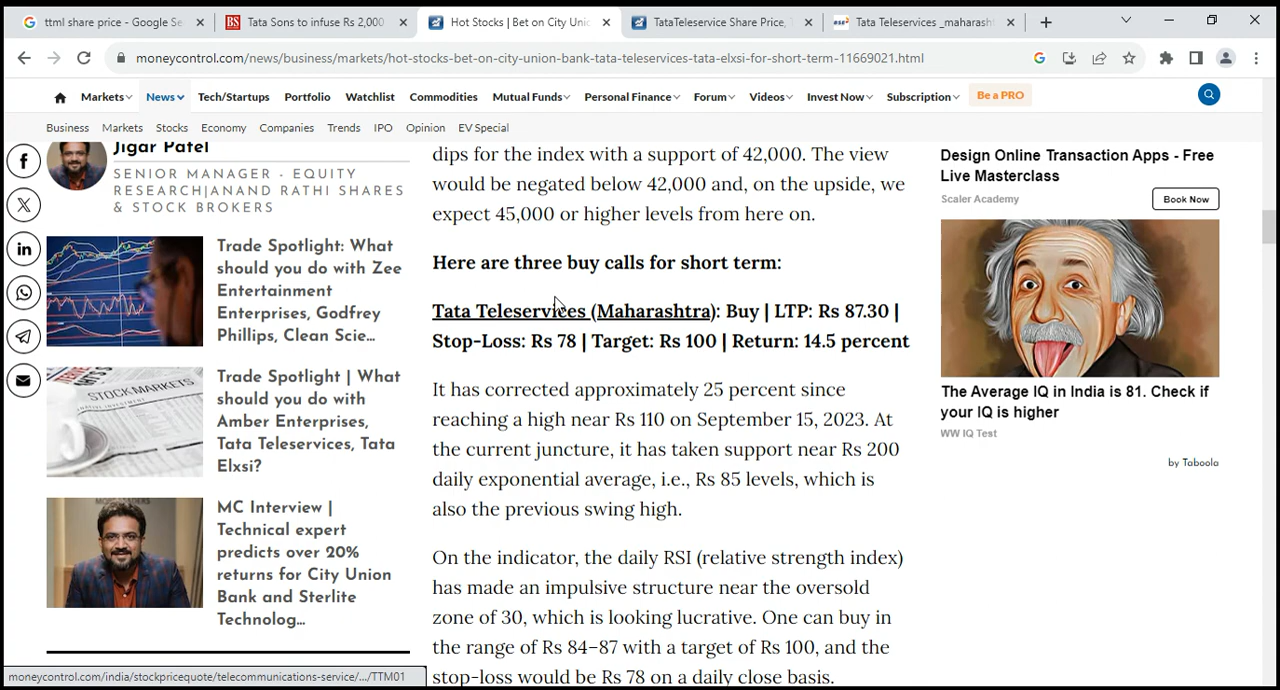 ttml share price - Google Se
Tata Sons to infuse Rs 2,000
Hot Stocks | Bet on City Unio
TataTeleservice Share Price,
Tata Teleservices _maharasht
moneycontrol.com/news/business/markets/hot-stocks-bet-on-city-union-bank-tata-teleservices-tata-elxsi-for-short-term-11669021.html
Markets
News
Tech/Startups
Portfolio
Watchlist
Commodities
Mutual Funds
Personal Finance
Forum
Videos
Invest Now
Subscription
Be a PRO
Business
Markets
Stocks
Economy
Companies
Trends
IPO
Opinion
EV Special
Jigar Patel
SENIOR MANAGER - EQUITY
RESEARCH|ANAND RATHI SHARES
& STOCK BROKERS
Trade Spotlight: What
should you do with Zee
Entertainment
Enterprises, Godfrey
Phillips, Clean Scie...
STOCK MARKETS
Trade Spotlight | What
should you do with
Amber Enterprises,
Tata Teleservices, Tata
Elxsi?
MC Interview |
Technical expert
predicts over 20%
returns for City Union
Bank and Sterlite
Technolog...
dips for the index with a support of 42,000. The view
would be negated below 42,000 and, on the upside, we
expect 45,000 or higher levels from here on.
Here are three buy calls for short term:
Tata Teleservices (Maharashtra): Buy | LTP: Rs 87.30 |
Stop-Loss: Rs 78 | Target: Rs 100 | Return: 14.5 percent
It has corrected approximately 25 percent since
reaching a high near Rs 110 on September 15, 2023. At
the current juncture, it has taken support near Rs 200
daily exponential average, i.e., Rs 85 levels, which is
also the previous swing high.
On the indicator, the daily RSI (relative strength index)
has made an impulsive structure near the oversold
zone of 30, which is looking lucrative. One can buy in
the range of Rs 84–87 with a target of Rs 100, and the
stop-loss would be Rs 78 on a daily close basis.
Design Online Transaction Apps - Free
Live Masterclass
Scaler Academy
Book Now
The Average IQ in India is 81. Check if
your IQ is higher
WW IQ Test
by Taboola
moneycontrol.com/india/stockpricequote/telecommunications-service/.../TTM01